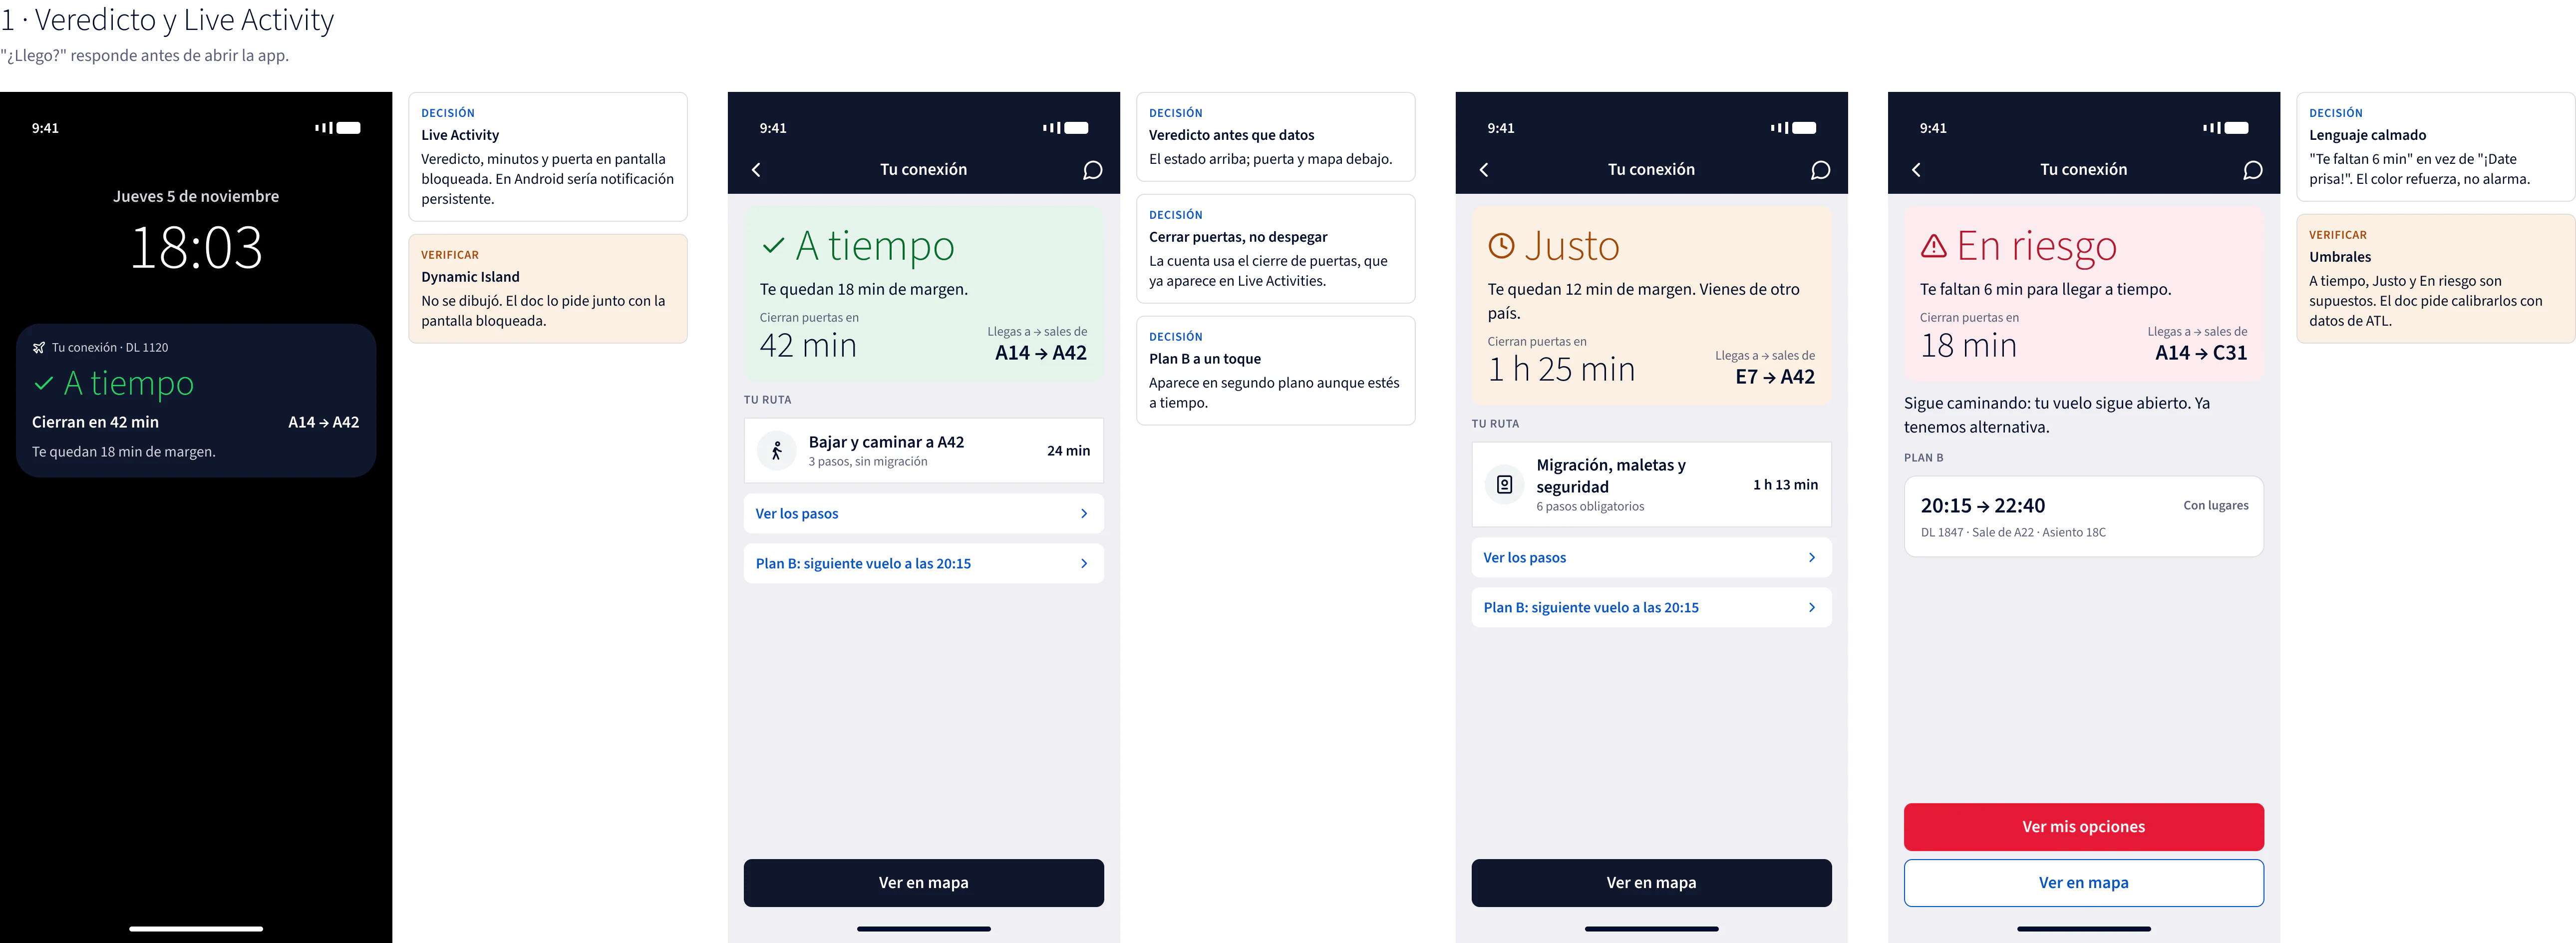 1 · Veredicto y Live Activity
"¿Llego?" responde antes de abrir la app.
9:41
Jueves 5 de noviembre
18:03
Tu conexión · DL 1120
A tiempo
Cierran en 42 min
A14 → A42
Te quedan 18 min de margen.
DECISIÓN
Live Activity
Veredicto, minutos y puerta en pantalla
bloqueada. En Android sería notificación
persistente.
VERIFICAR
Dynamic Island
No se dibujó. El doc lo pide junto con la
pantalla bloqueada.
9:41
Tu conexión
A tiempo
Te quedan 18 min de margen.
Cierran puertas en
42 min
Llegas a → sales de
A14 → A42
TU RUTA
Bajar y caminar a A42
3 pasos, sin migración
24 min
Ver los pasos
Plan B: siguiente vuelo a las 20:15
Ver en mapa
DECISIÓN
Veredicto antes que datos
El estado arriba; puerta y mapa debajo.
DECISIÓN
Cerrar puertas, no despegar
La cuenta usa el cierre de puertas, que
ya aparece en Live Activities.
DECISIÓN
Plan B a un toque
Aparece en segundo plano aunque estés
a tiempo.
9:41
Tu conexión
Justo
Te quedan 12 min de margen. Vienes de otro
país.
Cierran puertas en
1 h 25 min
Llegas a → sales de
E7 → A42
TU RUTA
Migración, maletas y
seguridad
6 pasos obligatorios
1 h 13 min
Ver los pasos
Plan B: siguiente vuelo a las 20:15
Ver en mapa
9:41
Tu conexión
En riesgo
Te faltan 6 min para llegar a tiempo.
Cierran puertas en
18 min
Llegas a → sales de
A14 → C31
Sigue caminando: tu vuelo sigue abierto. Ya
tenemos alternativa.
PLAN B
20:15 → 22:40
Con lugares
DL 1847 · Sale de A22 · Asiento 18C
Ver mis opciones
Ver en mapa
DECISIÓN
Lenguaje calmado
"Te faltan 6 min" en vez de "¡Date
prisa!". El color refuerza, no alarma.
VERIFICAR
Umbrales
A tiempo, Justo y En riesgo son
supuestos. El doc pide calibrarlos con
datos de ATL.